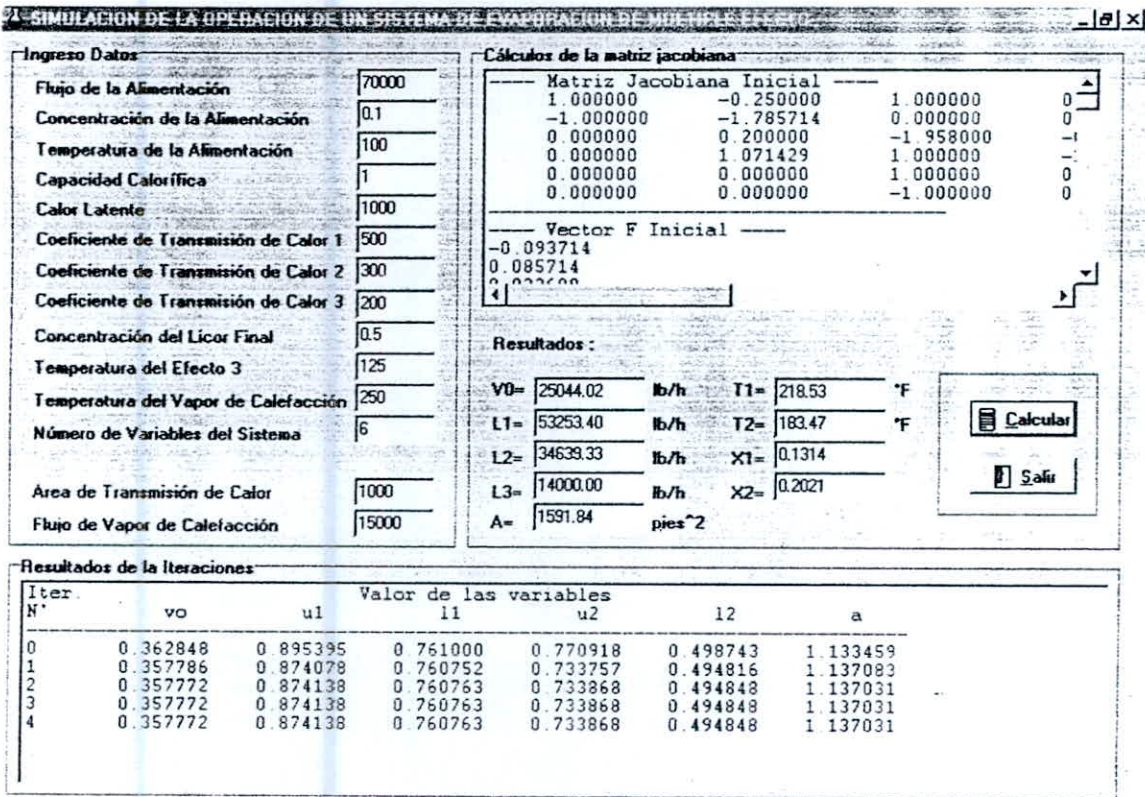 SIMULACION DE LA OPERACION DE UN SISTEMA DE EVAPORACION DE MULTIPLE EFECTO
Ingreso Datos
Flujo de la Alimentación 70000
Concentración de la Alimentación 0.1
Temperatura de la Alimentación 100
Capacidad Calorífica 1
Calor Latente 1000
Coeficiente de Transmisión de Calor 1 500
Coeficiente de Transmisión de Calor 2 300
Coeficiente de Transmisión de Calor 3 200
Concentración del Licor Final 0.5
Temperatura del Efecto 3 125
Temperatura del Vapor de Calefacción 250
Número de Variables del Sistema 6
Area de Transmisión de Calor 1000
Flujo de Vapor de Calefacción 15000
Cálculos de la matriz jacobiana
---- Matriz Jacobiana Inicial ----
1.000000 -0.250000 1.000000 0
-1.000000 -1.785714 0.000000 0
0.000000 0.200000 -1.958000
0.000000 1.071429 1.000000
0.000000 0.000000 1.000000 0
0.000000 0.000000 -1.000000 0
---- Vector F Inicial ----
-0.093714
0.085714
Resultados :
V0= 25044.02 lb/h T1= 218.53 °F
L1= 53253.40 lb/h T2= 183.47 °F
L2= 34639.33 lb/h X1= 0.1314
L3= 14000.00 lb/h X2= 0.2021
A= 1591.84 pies^2
Calcular
Salir
Resultados de la Iteraciones
Iter. Valor de las variables
N° vo u1 l1 u2 l2 a
0 0.362848 0.895395 0.761000 0.770918 0.498743 1.133459
1 0.357786 0.874078 0.760752 0.733757 0.494816 1.137083
2 0.357772 0.874138 0.760763 0.733868 0.494848 1.137031
3 0.357772 0.874138 0.760763 0.733868 0.494848 1.137031
4 0.357772 0.874138 0.760763 0.733868 0.494848 1.137031